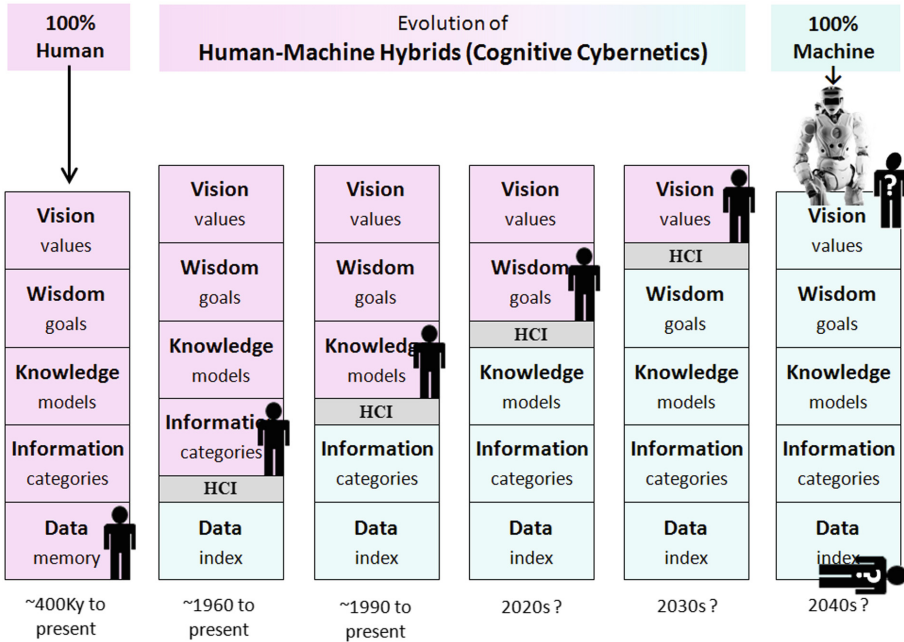 100%
Human
Evolution of
Human-Machine Hybrids (Cognitive Cybernetics)
100%
Machine
Vision
values
Wisdom
goals
Knowledge
models
Information
categories
Data
memory
~400Ky to
present
Vision
values
Wisdom
goals
Knowledge
models
Informatic
categories
HCI
Data
index
~1960 to
present
Vision
values
Wisdom
goals
Knowledg
models
HCI
Information
categories
Data
index
~1990 to
present
Vision
values
Wisdom
goals
HCI
Knowledge
models
Information
categories
Data
index
2020s ?
Vision
values
HCI
Wisdom
goals
Knowledge
models
Information
categories
Data
index
2030s ?
?
Vision
values
Wisdom
goals
Knowledge
models
Information
categories
Data
index
?
2040s ?